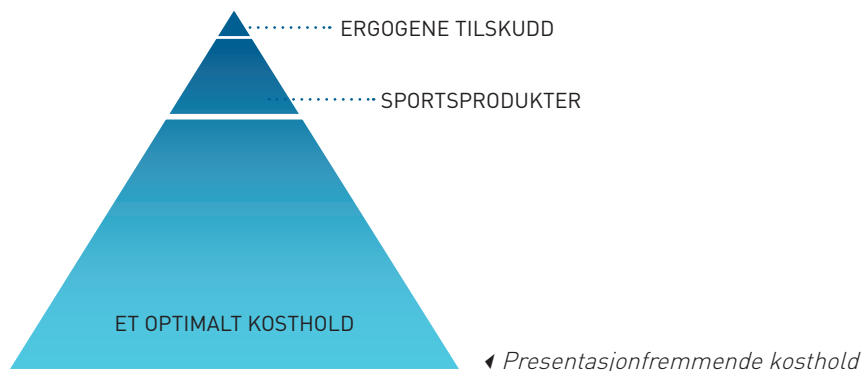 ERGOGENE TILSKUDD
SPORTSPRODUKTER
ET OPTIMALT KOSTHOLD
Presentasjonfremmende kosthold